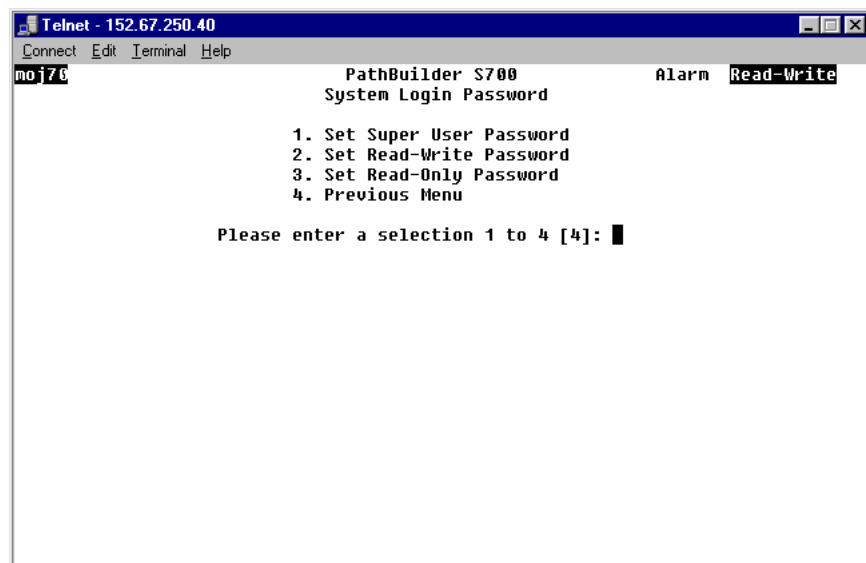 Telnet - 152.67.250.40
Connect Edit Terminal Help
moj70 PathBuilder S700 Alarm Read-Write
System Login Password
1. Set Super User Password
2. Set Read-Write Password
3. Set Read-Only Password
4. Previous Menu
Please enter a selection 1 to 4 [4]: